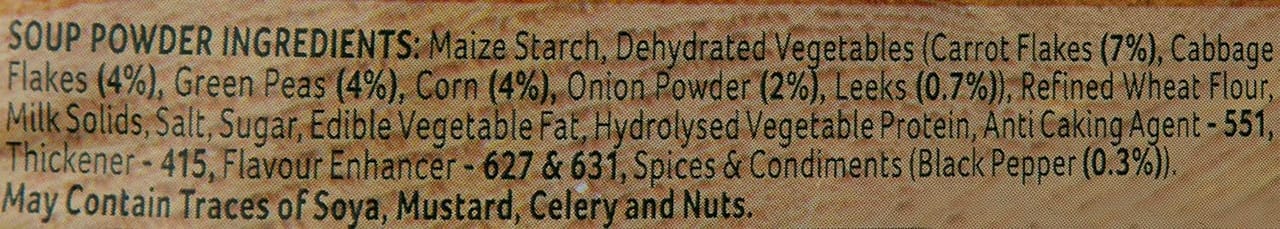 SOUP POWDER INGREDIENTS: Maize Starch, Dehydrated Vegetables (Carrot Flakes (7%), Cabbage
Flakes (4%), Green Peas (4%), Corn (4%), Onion Powder (2%), Leeks (0.7%)), Refined Wheat Flour,
Milk Solids, Salt, Sugar, Edible Vegetable Fat, Hydrolysed Vegetable Protein, Anti Caking Agent - 551,
Thickener - 415, Flavour Enhancer - 627 & 631, Spices & Condiments (Black Pepper (0.3%)).
May Contain Traces of Soya, Mustard, Celery and Nuts.